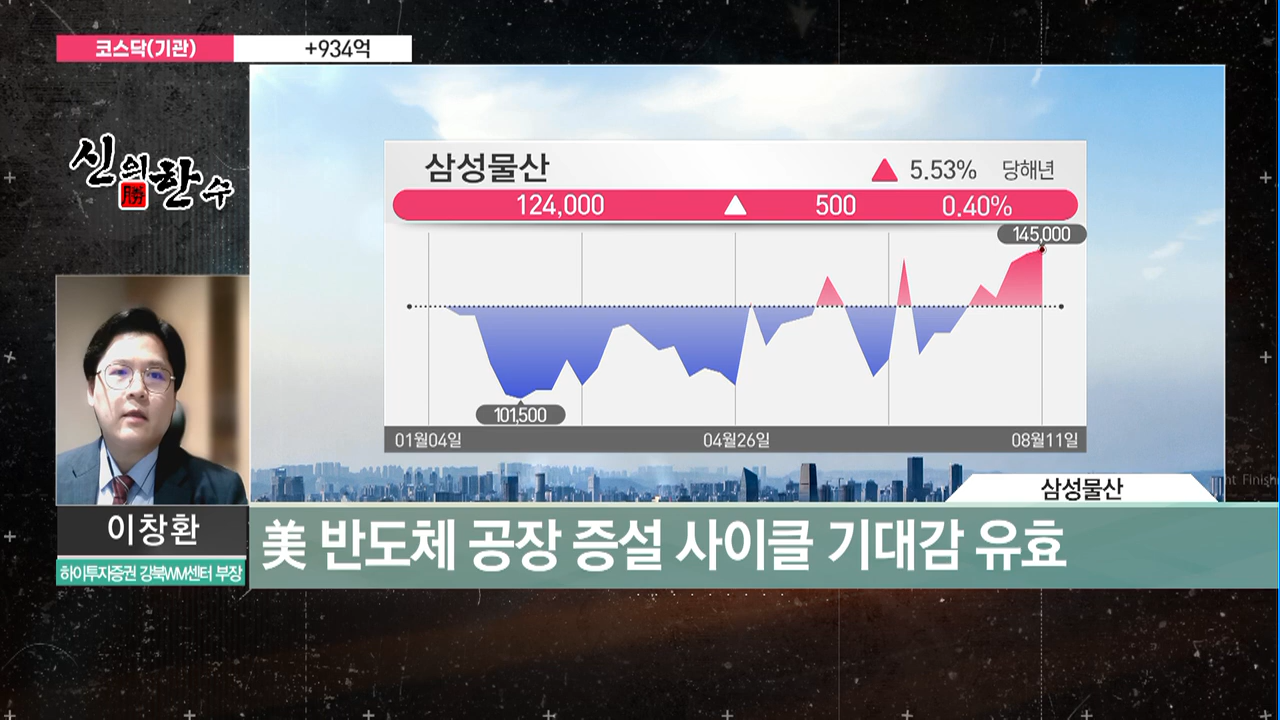 코스닥(기관) +934억
신의한수
勝
삼성물산 ▲ 5.53% 당해년
124,000 ▲ 500 0.40%
145,000
101,500
01월04일 04월26일 08월11일
nt Finish
삼성물산
이창환
美 반도체 공장 증설 사이클 기대감 유효
하이투자증권 강북WM센터 부장